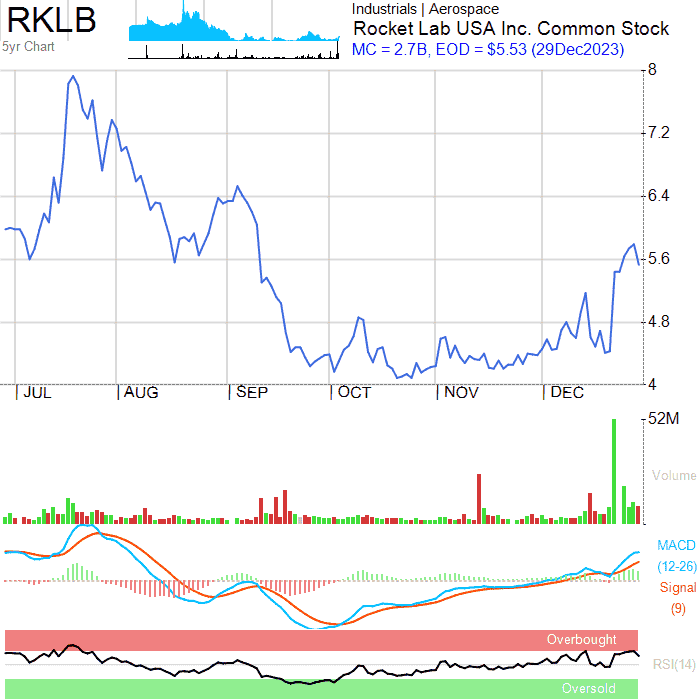 RKLB
5yr Chart
Industrials | Aerospace
Rocket Lab USA Inc. Common Stock
MC = 2.7B, EOD = $5.53 (29Dec2023)
8
7.2
6.4
5.6
4.8
4
| JUL | AUG | SEP | OCT | NOV | DEC
52M
Volume
MACD
(12-26)
Signal
(9)
Overbought
RSI(14)
Oversold